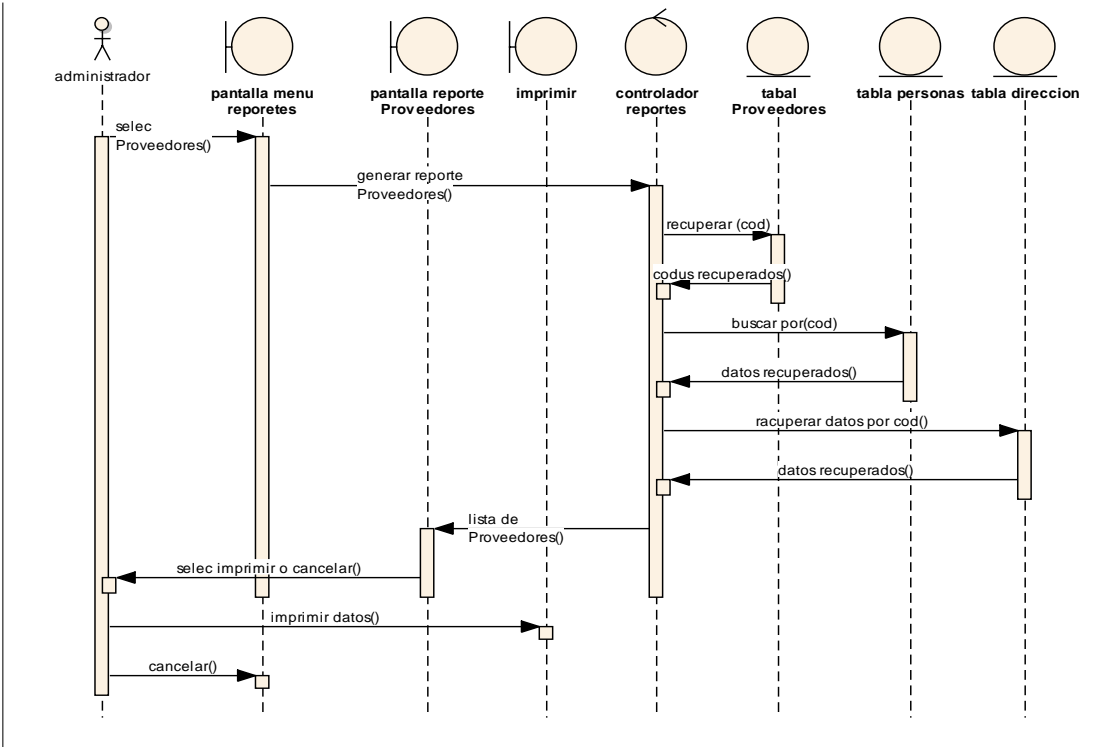 administrador
pantalla menu
reporetes
pantalla reporte
Proveedores
imprimir
controlador
reportes
tabal
Proveedores
tabla personas
tabla direccion
selec
Proveedores()
generar reporte
Proveedores()
recuperar (cod)
codus recuperados()
buscar por(cod)
datos recuperados()
racuperar datos por cod()
datos recuperados()
lista de
Proveedores()
selec imprimir o cancelar()
imprimir datos()
cancelar()